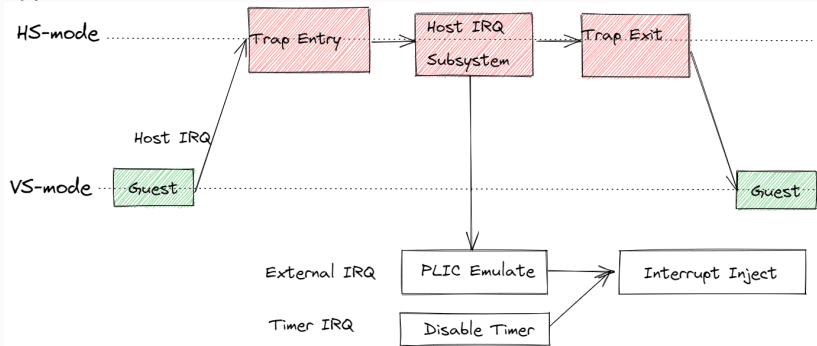 HS-mode
Trap Entry
Host IRQ
Subsystem
Trap Exit
Host IRQ
VS-mode
Guest
Guest
External IRQ
PLIC Emulate
Interrupt Inject
Timer IRQ
Disable Timer